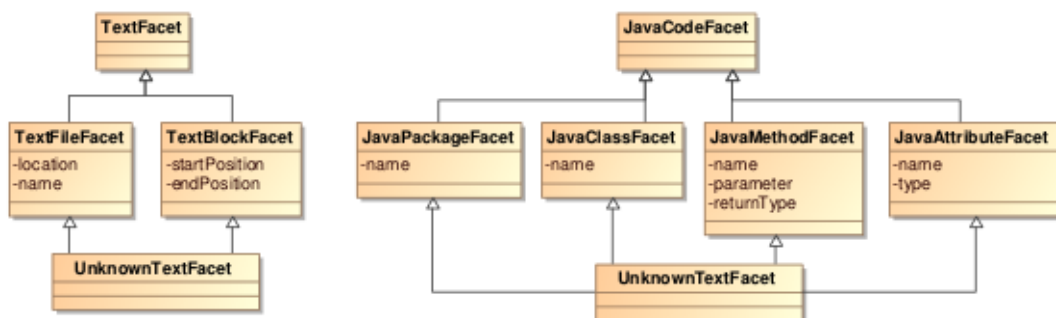 TextFacet
TextFileFacet
-location
-name
TextBlockFacet
-startPosition
-endPosition
UnknownTextFacet
JavaCodeFacet
JavaPackageFacet
-name
JavaClassFacet
-name
JavaMethodFacet
-name
-parameter
-returnType
JavaAttributeFacet
-name
-type
UnknownTextFacet